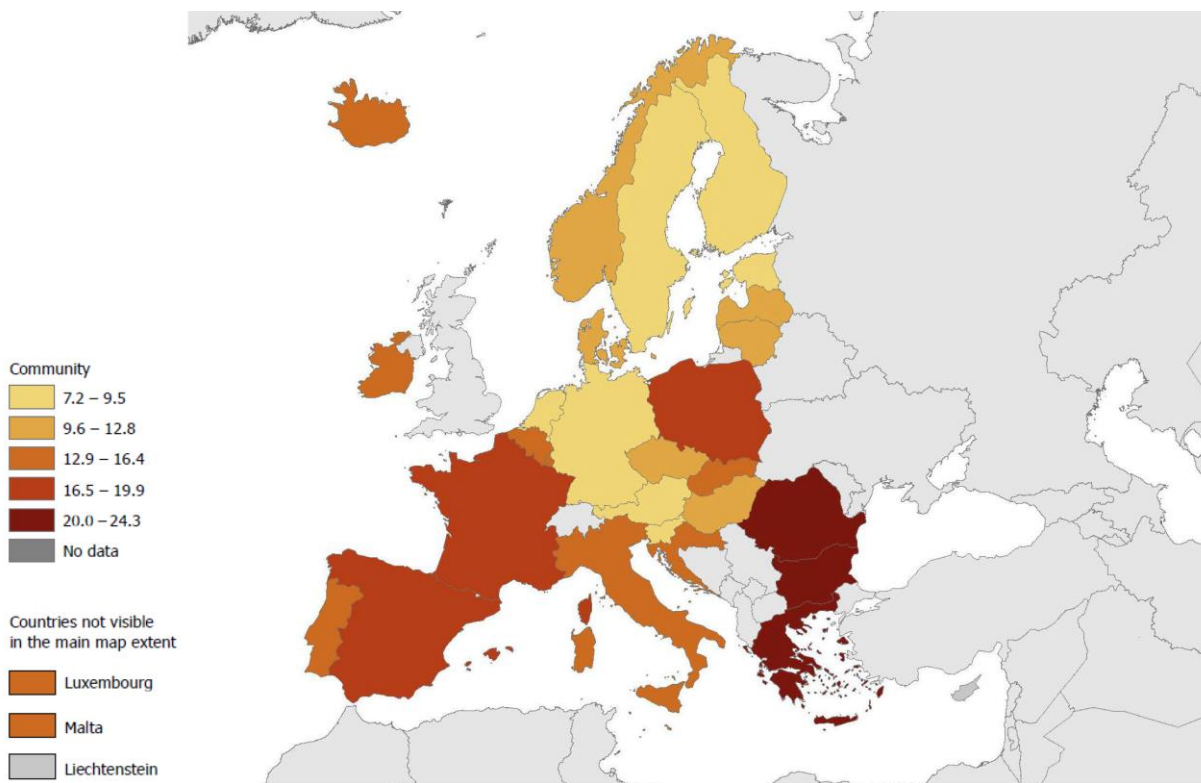 Community
7.2 – 9.5
9.6 – 12.8
12.9 – 16.4
16.5 – 19.9
20.0 – 24.3
No data
Countries not visible
in the main map extent
Luxembourg
Malta
Liechtenstein